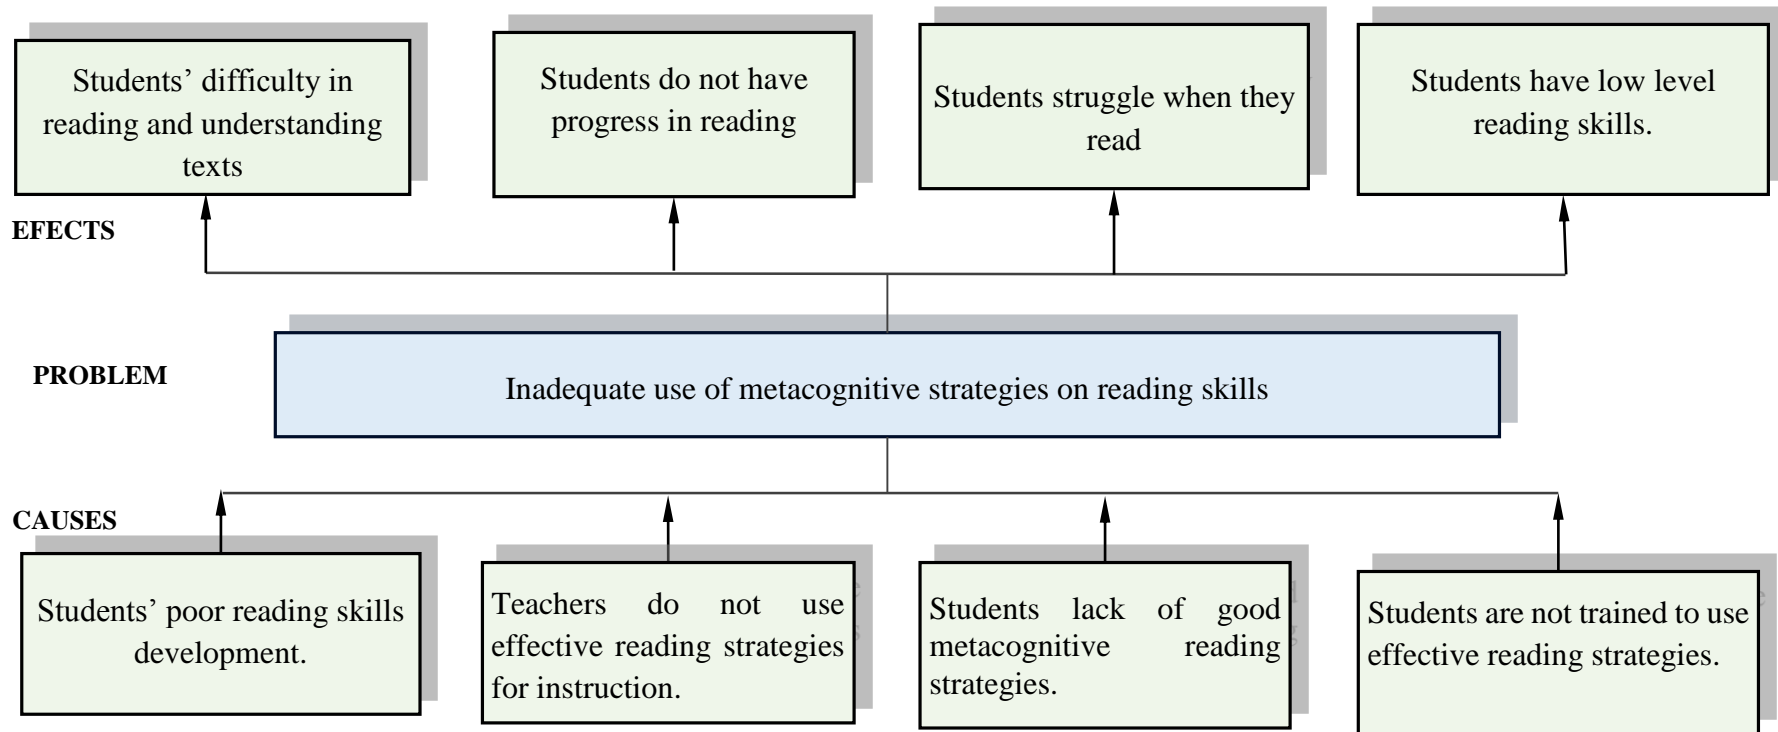 Students’ difficulty in
reading and understanding
texts
Students do not have
progress in reading
Students struggle when they
read
Students have low level
reading skills.
EFECTS
PROBLEM
Inadequate use of metacognitive strategies on reading skills
CAUSES
Students’ poor reading skills
development.
Teachers do not use
effective reading strategies
for instruction.
Students lack of good
metacognitive reading
strategies.
Students are not trained to use
effective reading strategies.